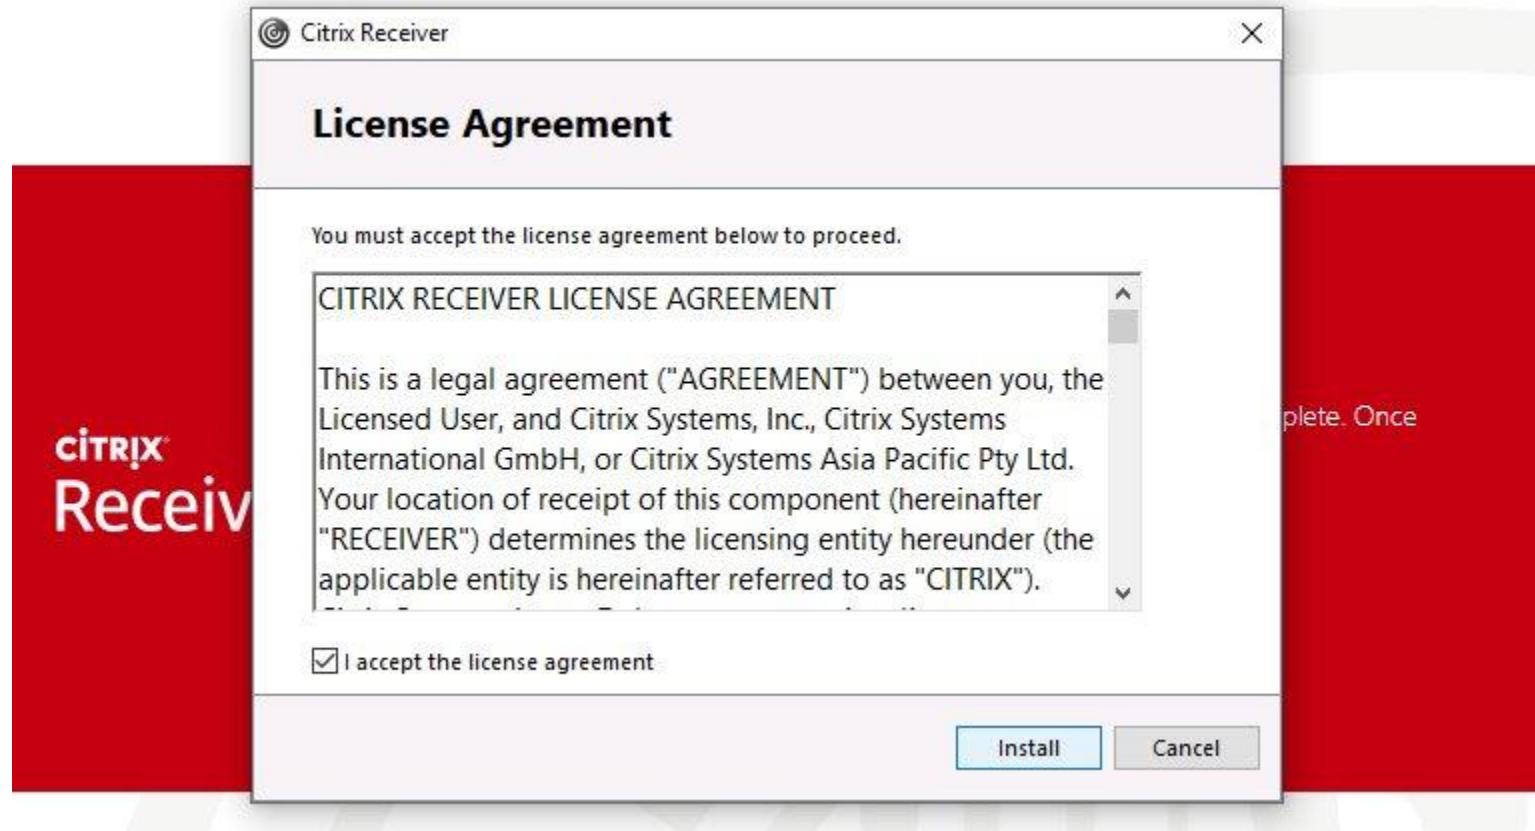 Citrix Receiver
License Agreement
You must accept the license agreement below to proceed.
CITRIX RECEIVER LICENSE AGREEMENT
This is a legal agreement ("AGREEMENT") between you, the
Licensed User, and Citrix Systems, Inc., Citrix Systems
International GmbH, or Citrix Systems Asia Pacific Pty Ltd.
Your location of receipt of this component (hereinafter
"RECEIVER") determines the licensing entity hereunder (the
applicable entity is hereinafter referred to as "CITRIX").
I accept the license agreement
Install
Cancel
CİTRIX
Receiv
plete. Once